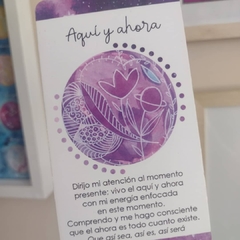 Aquí y ahora
Dirijo mi atención al momento
presente: vivo el aquí y ahora
con mi energía enfocada
en este momento.
Comprendo y me hago consciente
que el ahora es todo cuanto existe.
Que así sea, así es, así será